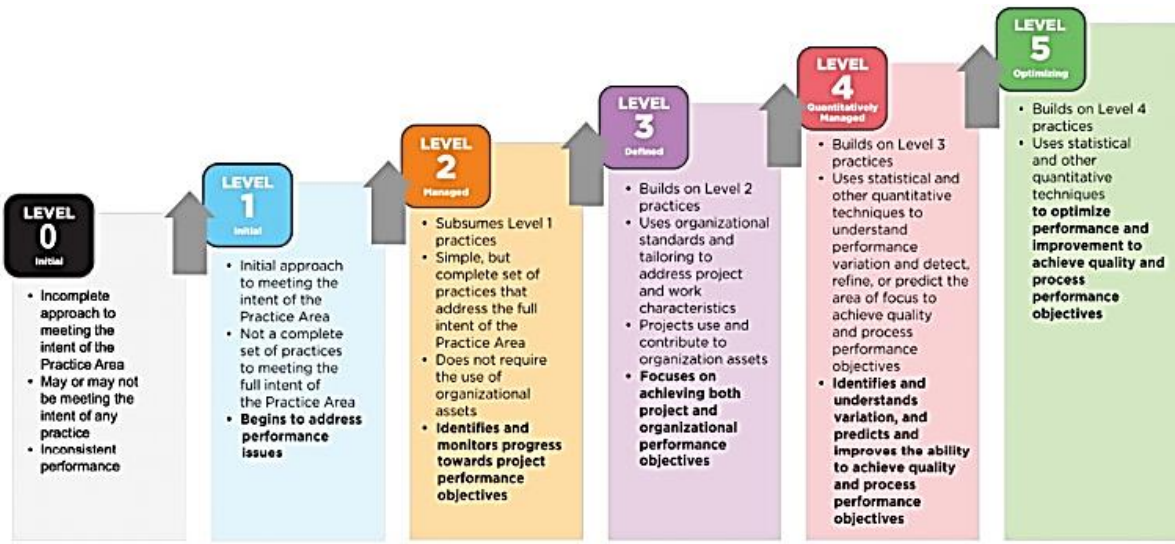 LEVEL
0
Initial
• Incomplete
approach to
meeting the
intent of the
Practice Area
• May or may not
be meeting the
intent of any
practice
• Inconsistent
performance
LEVEL
1
Initial
• Initial approach
to meeting the
intent of the
Practice Area
• Not a complete
set of practices
to meeting the
full intent of
the Practice Area
• Begins to address
performance
issues
LEVEL
2
Managed
• Subsumes Level 1
practices
• Simple, but
complete set of
practices that
address the full
intent of the
Practice Area
• Does not require
the use of
organizational
assets
• Identifies and
monitors progress
towards project
performance
objectives
LEVEL
3
Defined
• Builds on Level 2
practices
• Uses organizational
standards and
tailoring to
address project
and work
characteristics
• Projects use and
contribute to
organization assets
• Focuses on
achieving both
project and
organizational
performance
objectives
LEVEL
4
Quantitatively
Managed
• Builds on Level 3
practices
• Uses statistical and
other quantitative
techniques to
understand
performance
variation and detect,
refine, or predict the
area of focus to
achieve quality
and process
performance
objectives
• Identifies and
understands
variation, and
predicts and
improves the ability
to achieve quality
and process
performance
objectives
LEVEL
5
Optimizing
• Builds on Level 4
practices
• Uses statistical
and other
quantitative
techniques
to optimize
performance and
improvement to
achieve quality and
process
performance
objectives